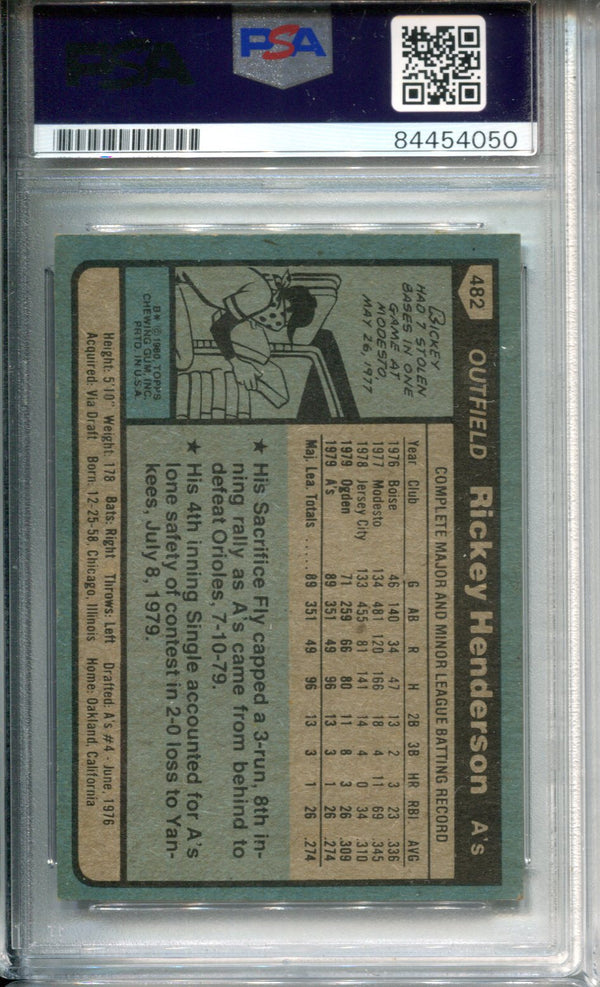 PSA
PSA
84454050
482 OUTFIELD Rickey Henderson A's
RICKEY
HAD 7 STOLEN
BASES IN ONE
GAME AT
MODESTO,
MAY 26, 1977
B* © 1980 TOPPS
CHEWING GUM, INC.
PRTD. IN U.S.A.
COMPLETE MAJOR AND MINOR LEAGUE BATTING RECORD
Year Club G AB R H 2B 3B HR RBI AVG
1976 Boise 46 140 34 47 13 2 3 23 .336
1977 Modesto 134 481 120 166 18 4 11 69 .345
1978 Jersey City 133 455 81 141 14 4 0 34 .310
1979 Ogden 71 259 66 80 11 8 3 26 .309
1979 A's 89 351 49 96 13 3 1 26 .274
Maj. Lea. Totals ..... 89 351 49 96 13 3 1 26 .274
★ His Sacrifice Fly capped a 3-run, 8th in-
ning rally as A's came from behind to
defeat Orioles, 7-10-79.
★ His 4th inning Single accounted for A's
lone safety of contest in 2-0 loss to Yan-
kees, July 8, 1979.
Height: 5'10" Weight: 178 Bats: Right Throws: Left Drafted: A's #4 - June, 1976
Acquired: Via Draft Born: 12-25-58, Chicago, Illinois Home: Oakland, California